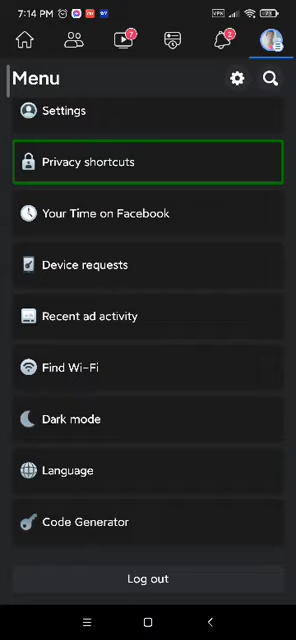 7:14 PM
VPN
7
2
Menu
Settings
Privacy shortcuts
Your Time on Facebook
Device requests
Recent ad activity
Find Wi-Fi
Dark mode
Language
Code Generator
Log out